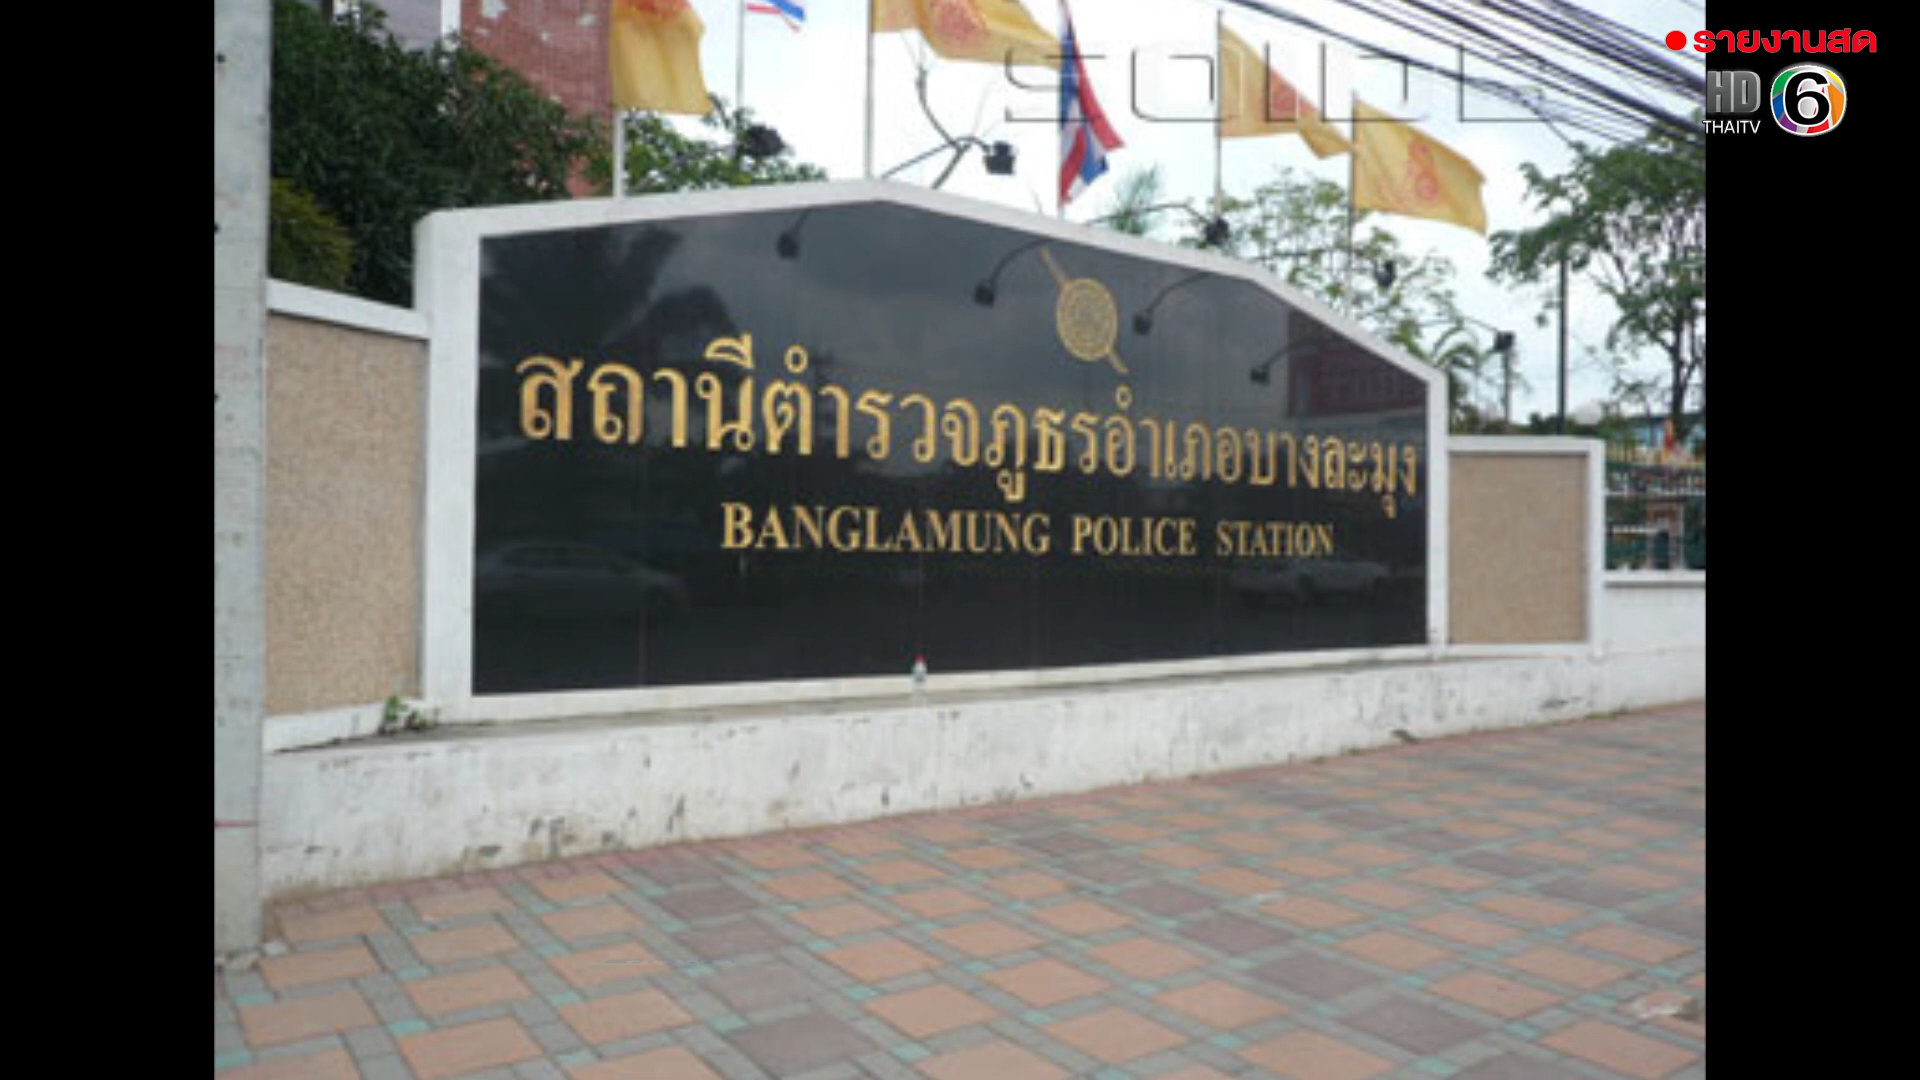 รายงานสด
SOIDB
HD
6
THAITV
สถานีตำรวจภูธรอำเภอบางละมุง
BANGLAMUNG POLICE STATION